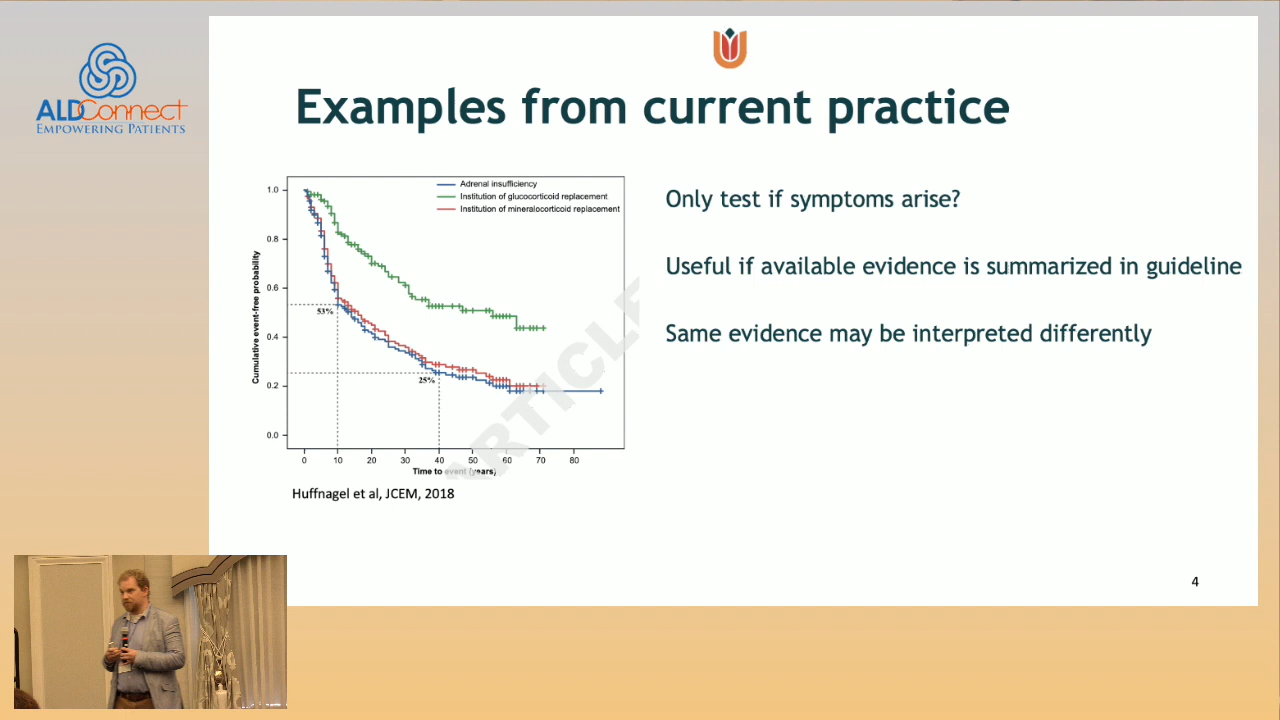 ALDConnect
EMPOWERING PATIENTS
Examples from current practice
Adrenal insufficiency
Institution of glucocorticoid replacement
Institution of mineralocorticoid replacement
Cumulative event-free probability
1.0
0.8
0.6
0.4
0.2
0.0
53%
25%
0 10 20 30 40 50 60 70 80
Time to event (years)
ARTICLE
Huffnagel et al, JCEM, 2018
Only test if symptoms arise?
Useful if available evidence is summarized in guideline
Same evidence may be interpreted differently
4